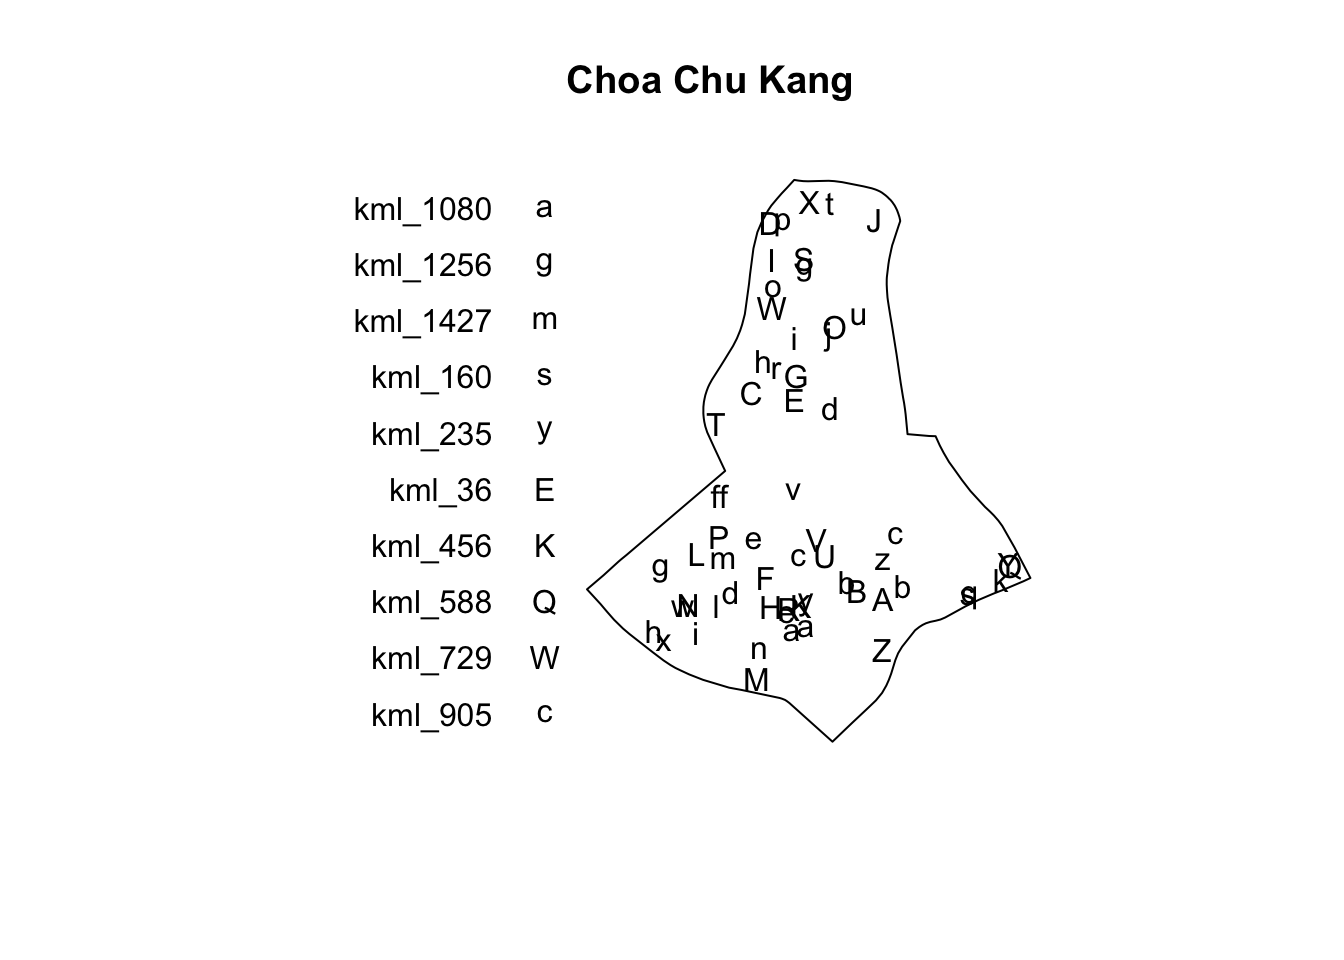 Choa Chu Kang
kml_1080 a
kml_1256 g
kml_1427 m
kml_160 s
kml_235 y
kml_36 E
kml_456 K
kml_588 Q
kml_729 W
kml_905 c
X t
D p J
I S g
o
W
O u
i j
h r G
C E d
T
ff v
P e V c
L m c U z
g F Y Q
d b B A b k
w N l H s q
a a
h x i
n Z
M